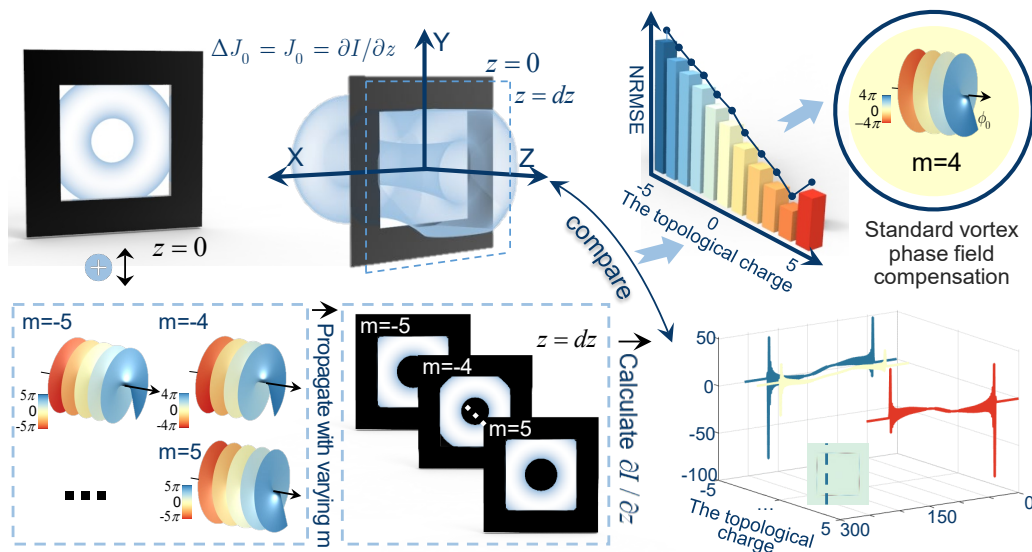 ΔJ₀ = J₀ = ∂I/∂z
Y
z=0
z=dz
X
Z
z=0
NRMSE
-5
0
5
The topological charge
4π
0
-4π
ϕ₀
m=4
Standard vortex
phase field
compensation
compare
m=-5
5π
0
-5π
m=-4
4π
0
-4π
m=5
5π
0
-5π
Propagate with varying m
m=-5
m=-4
m=5
z=dz
Calculate ∂I/∂z
50
0
-50
-100
-5
...
5
The topological
charge
300
150
0